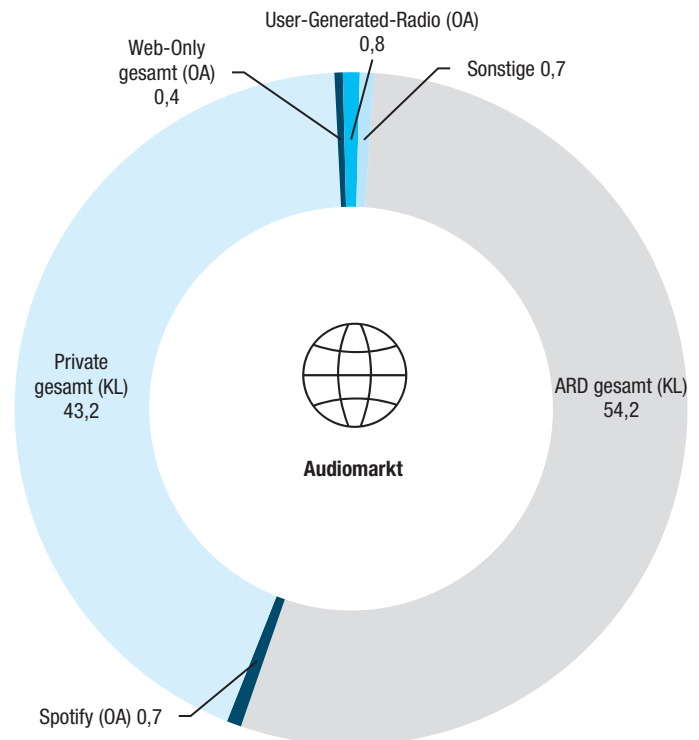 User-Generated-Radio (OA)
0,8
Web-Only
gesamt (OA)
0,4
Sonstige 0,7
Private
gesamt (KL)
43,2
ARD gesamt (KL)
54,2
Audiomarkt
Spotify (OA) 0,7